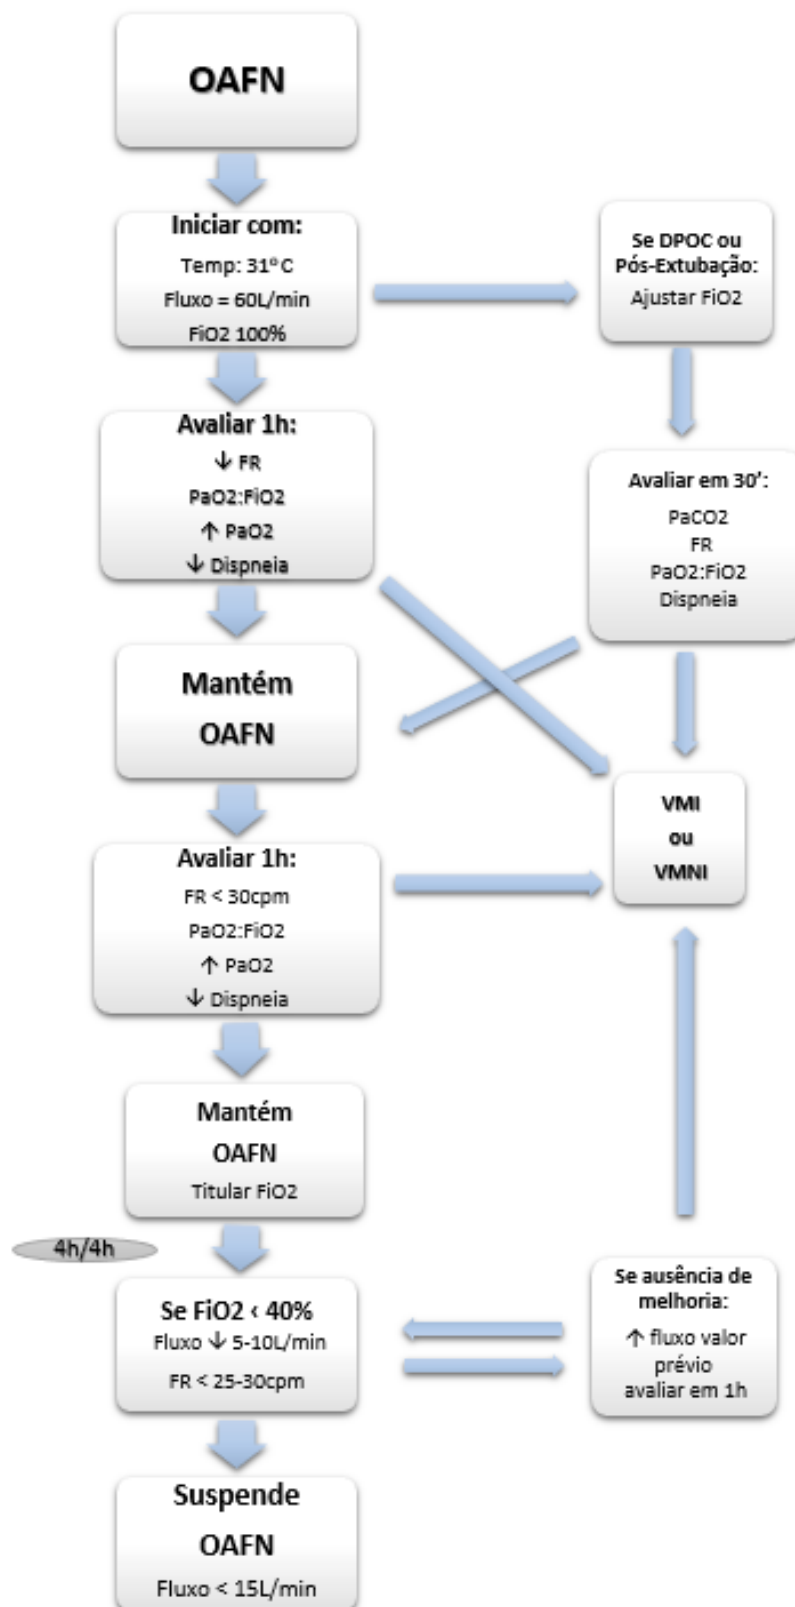 OAFN
Iniciar com:
Temp: 31º C
Fluxo = 60L/min
FiO2 100%
Se DPOC ou
Pós-Extubação:
Ajustar FiO2
Avaliar 1h:
↓ FR
PaO2:FiO2
↑ PaO2
↓ Dispneia
Avaliar em 30’:
PaCO2
FR
PaO2:FiO2
Dispneia
Mantém
OAFN
VMI
ou
VMNI
Avaliar 1h:
FR < 30cpm
PaO2:FiO2
↑ PaO2
↓ Dispneia
Mantém
OAFN
Titular FiO2
4h/4h
Se FiO2 < 40%
Fluxo ↓ 5-10L/min
FR < 25-30cpm
Se ausência de
melhoria:
↑ fluxo valor
prévio
avaliar em 1h
Suspende
OAFN
Fluxo < 15L/min